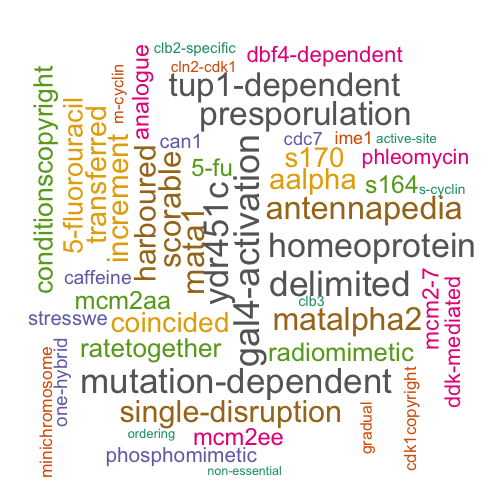 clb2-specific
dbf4-dependent
cln2-cdk1
tup1-dependent
presporulation
m-cyclin
analogue
conditionscopyright
5-fluorouracil
transferred
increment
harboured
scorable
can1
cdc7
ime1
active-site
5-fu
s170
phleomycin
aalpha
s164
s-cyclin
mata1
ydr451c
gal4-activation
antennapedia
homeoprotein
caffeine
delimited
mcm2aa
clb3
stresswe
coincided
matalpha2
mcm2-7
ddk-mediated
ratetogether
radiomimetic
minichromosome
one-hybrid
mutation-dependent
single-disruption
gradual
cdk1copyright
ordering
mcm2ee
phosphomimetic
non-essential